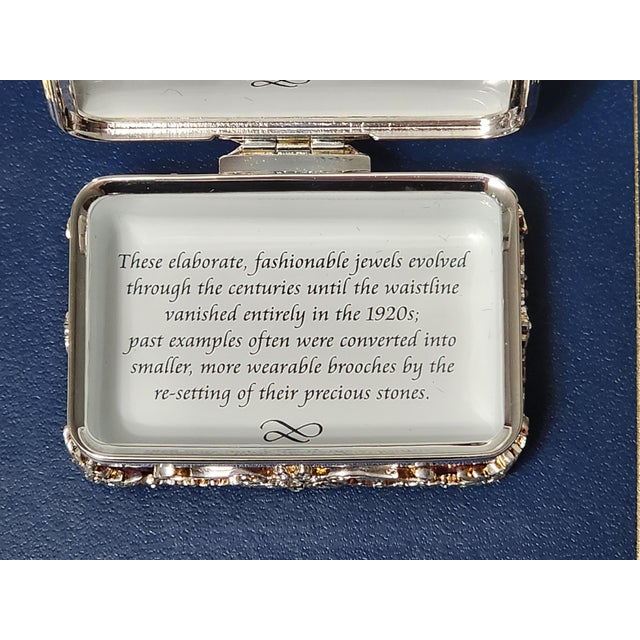 These elaborate, fashionable jewels evolved
through the centuries until the waistline
vanished entirely in the 1920s;
past examples often were converted into
smaller, more wearable brooches by the
re-setting of their precious stones.